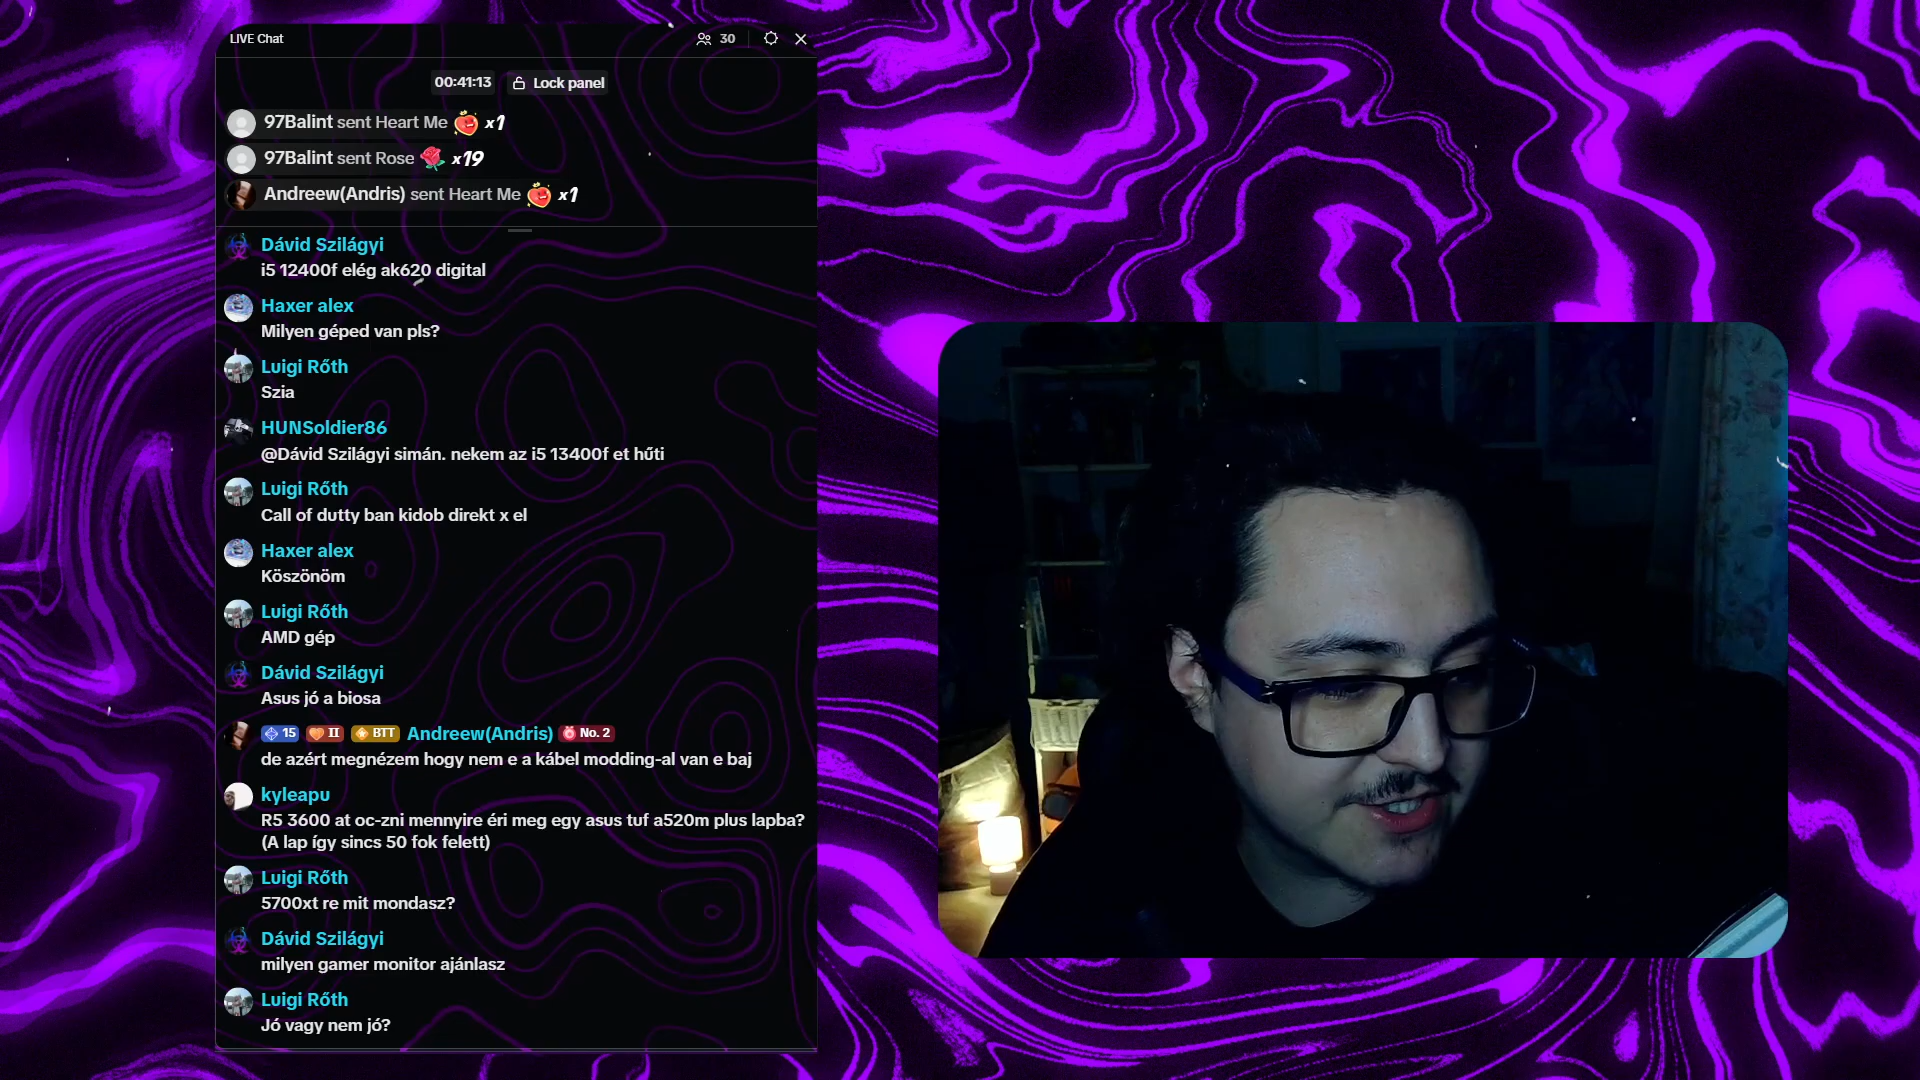 LIVE Chat
30
00:41:13
Lock panel
97Balint sent Heart Me x1
97Balint sent Rose x19
Andreew(Andris) sent Heart Me x1
Dávid Szilágyi
i5 12400f elég ak620 digital
Haxer alex
Milyen géped van pls?
Luigi Rőth
Szia
HUNSoldier86
@Dávid Szilágyi simán. nekem az i5 13400f et hűti
Luigi Rőth
Call of dutty ban kidob direkt x el
Haxer alex
Köszönöm
Luigi Rőth
AMD gép
Dávid Szilágyi
Asus jó a biosa
15 II BTT Andreew(Andris) No. 2
de azért megnézem hogy nem e a kábel modding-al van e baj
kyleapu
R5 3600 at oc-zni mennyire éri meg egy asus tuf a520m plus lapba?
(A lap így sincs 50 fok felett)
Luigi Rőth
5700xt re mit mondasz?
Dávid Szilágyi
milyen gamer monitor ajánlasz
Luigi Rőth
Jó vagy nem jó?